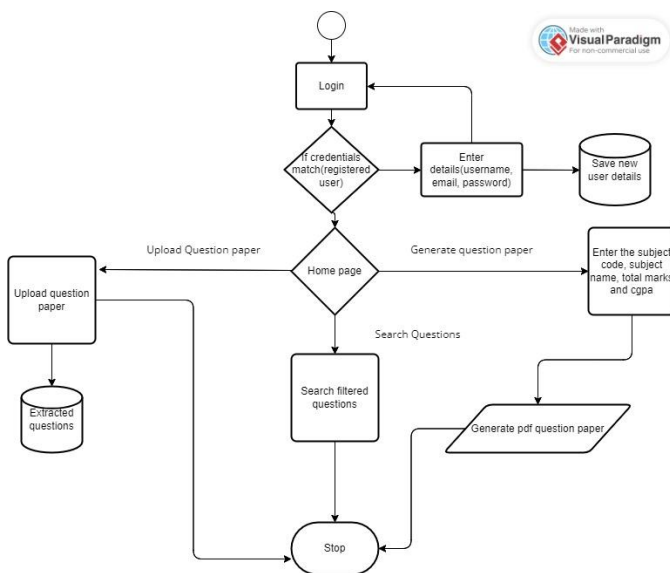 Made with
Visual Paradigm
For non-commercial use
Login
If credentials
match(registered
user)
Enter
details(username,
email, password)
Save new
user details
Upload Question paper
Generate question paper
Home page
Enter the subject
code, subject
name, total marks
and cgpa
Upload question
paper
Search Questions
Search filtered
questions
Extracted
questions
Generate pdf question paper
Stop